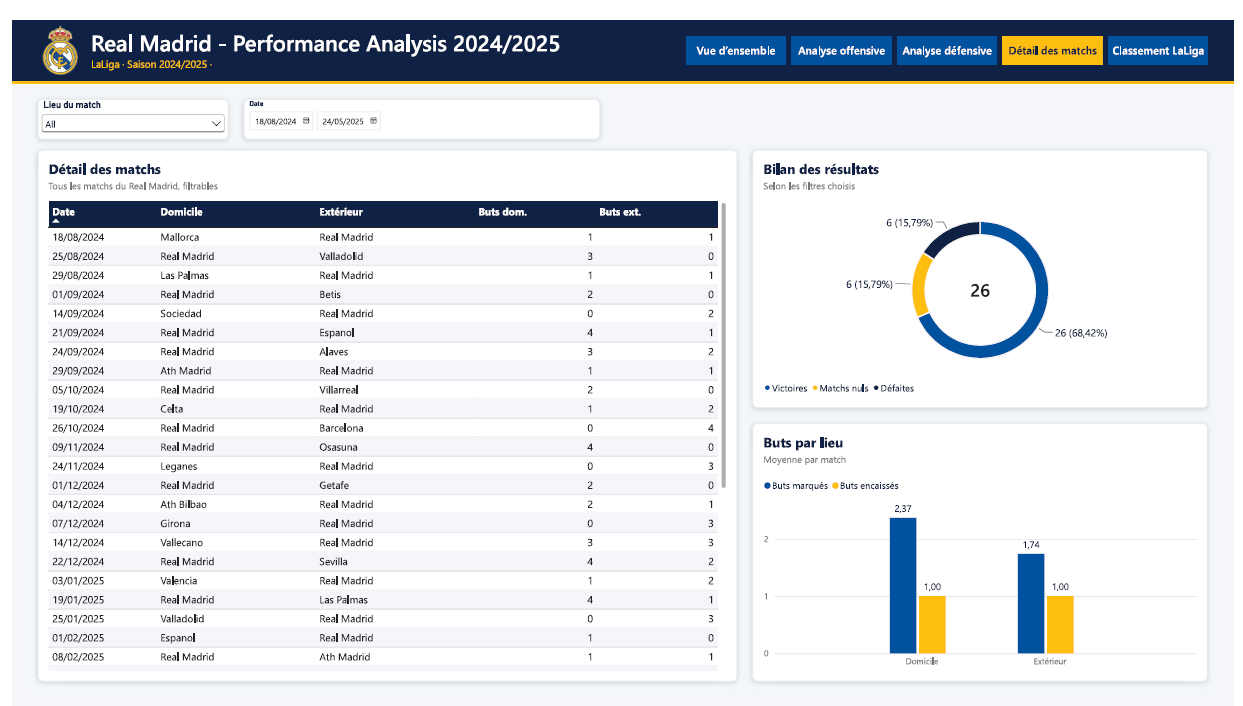 Real Madrid - Performance Analysis 2024/2025
LaLiga · Saison 2024/2025 ·
Vue d'ensemble
Analyse offensive
Analyse défensive
Détail des matchs
Classement LaLiga
Lieu du match
All
Date
18/08/2024 24/05/2025
Détail des matchs
Tous les matchs du Real Madrid, filtrables
Date Domicile Extérieur Buts dom. Buts ext.
18/08/2024 Mallorca Real Madrid 1 1
25/08/2024 Real Madrid Valladolid 3 0
29/08/2024 Las Palmas Real Madrid 1 1
01/09/2024 Real Madrid Betis 2 0
14/09/2024 Sociedad Real Madrid 0 2
21/09/2024 Real Madrid Espanol 4 1
24/09/2024 Real Madrid Alaves 3 2
29/09/2024 Ath Madrid Real Madrid 1 1
05/10/2024 Real Madrid Villarreal 2 0
19/10/2024 Celta Real Madrid 1 2
26/10/2024 Real Madrid Barcelona 0 4
09/11/2024 Real Madrid Osasuna 4 0
24/11/2024 Leganes Real Madrid 0 3
01/12/2024 Real Madrid Getafe 2 0
04/12/2024 Ath Bilbao Real Madrid 2 1
07/12/2024 Girona Real Madrid 0 3
14/12/2024 Vallecano Real Madrid 3 3
22/12/2024 Real Madrid Sevilla 4 2
03/01/2025 Valencia Real Madrid 1 2
19/01/2025 Real Madrid Las Palmas 4 1
25/01/2025 Valladolid Real Madrid 0 3
01/02/2025 Espanol Real Madrid 1 0
08/02/2025 Real Madrid Ath Madrid 1 1
Bilan des résultats
Selon les filtres choisis
6 (15,79%)
6 (15,79%)
26
26 (68,42%)
Victoires Matchs nuls Défaites
Buts par lieu
Moyenne par match
Buts marqués Buts encaissés
2,37
2
1,74
1,00 1,00
1
0
Domicile Extérieur